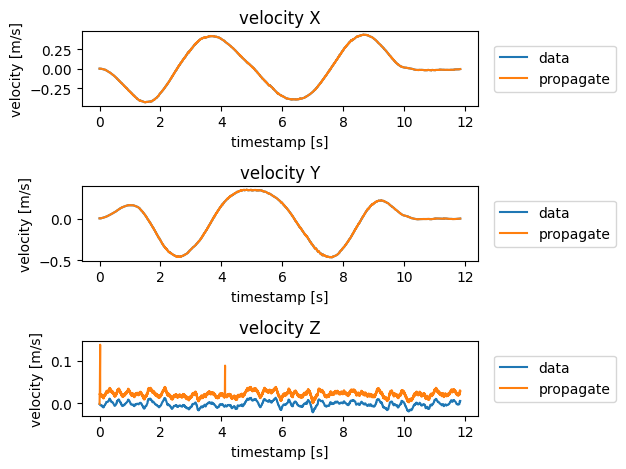 velocity X
velocity [m/s]
0.25
0.00
−0.25
0 2 4 6 8 10 12
timestamp [s]
data
propagate
velocity Y
velocity [m/s]
0.0
−0.5
0 2 4 6 8 10 12
timestamp [s]
data
propagate
velocity Z
velocity [m/s]
0.1
0.0
0 2 4 6 8 10 12
timestamp [s]
data
propagate